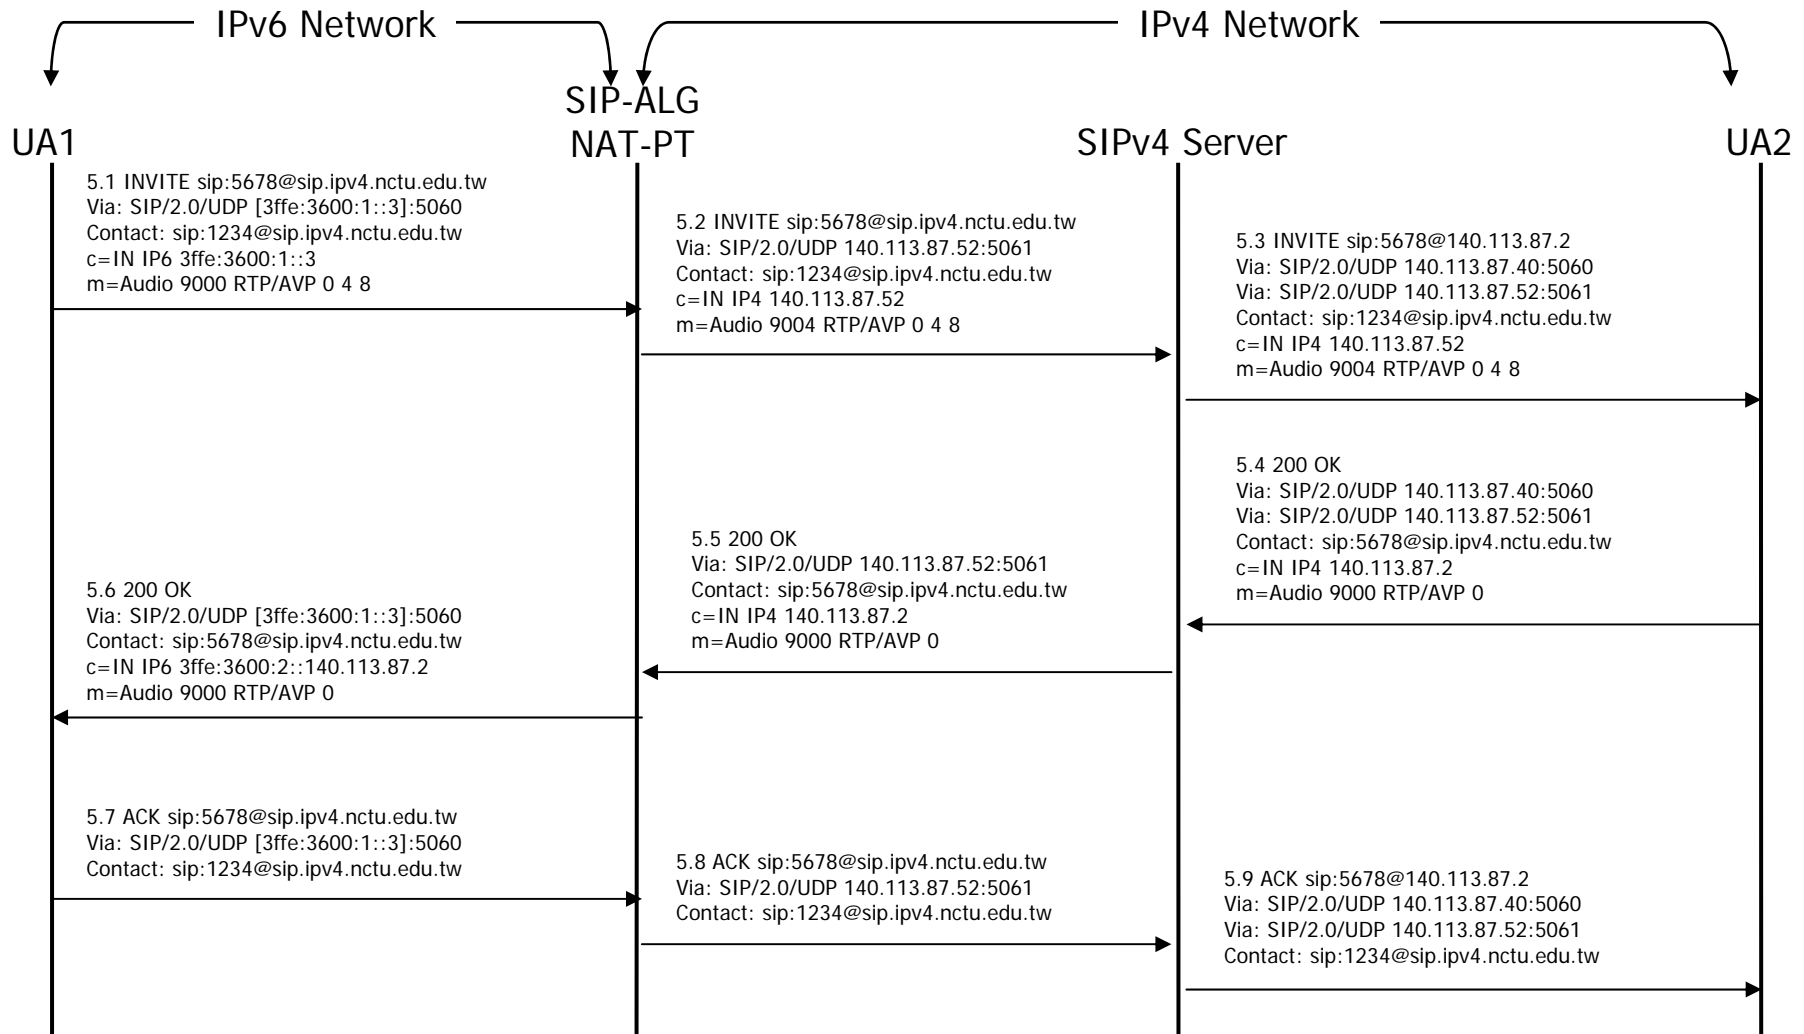 IPv6 Network
IPv4 Network
SIP-ALG
NAT-PT
UA1
SIPv4 Server
UA2
5.1 INVITE sip:5678@sip.ipv4.nctu.edu.tw
Via: SIP/2.0/UDP [3ffe:3600:1::3]:5060
Contact: sip:1234@sip.ipv4.nctu.edu.tw
c=IN IP6 3ffe:3600:1::3
m=Audio 9000 RTP/AVP 0 4 8
5.2 INVITE sip:5678@sip.ipv4.nctu.edu.tw
Via: SIP/2.0/UDP 140.113.87.52:5061
Contact: sip:1234@sip.ipv4.nctu.edu.tw
c=IN IP4 140.113.87.52
m=Audio 9004 RTP/AVP 0 4 8
5.3 INVITE sip:5678@140.113.87.2
Via: SIP/2.0/UDP 140.113.87.40:5060
Via: SIP/2.0/UDP 140.113.87.52:5061
Contact: sip:1234@sip.ipv4.nctu.edu.tw
c=IN IP4 140.113.87.52
m=Audio 9004 RTP/AVP 0 4 8
5.4 200 OK
Via: SIP/2.0/UDP 140.113.87.40:5060
Via: SIP/2.0/UDP 140.113.87.52:5061
Contact: sip:5678@sip.ipv4.nctu.edu.tw
c=IN IP4 140.113.87.2
m=Audio 9000 RTP/AVP 0
5.5 200 OK
Via: SIP/2.0/UDP 140.113.87.52:5061
Contact: sip:5678@sip.ipv4.nctu.edu.tw
c=IN IP4 140.113.87.2
m=Audio 9000 RTP/AVP 0
5.6 200 OK
Via: SIP/2.0/UDP [3ffe:3600:1::3]:5060
Contact: sip:5678@sip.ipv4.nctu.edu.tw
c=IN IP6 3ffe:3600:2::140.113.87.2
m=Audio 9000 RTP/AVP 0
5.7 ACK sip:5678@sip.ipv4.nctu.edu.tw
Via: SIP/2.0/UDP [3ffe:3600:1::3]:5060
Contact: sip:1234@sip.ipv4.nctu.edu.tw
5.8 ACK sip:5678@sip.ipv4.nctu.edu.tw
Via: SIP/2.0/UDP 140.113.87.52:5061
Contact: sip:1234@sip.ipv4.nctu.edu.tw
5.9 ACK sip:5678@140.113.87.2
Via: SIP/2.0/UDP 140.113.87.40:5060
Via: SIP/2.0/UDP 140.113.87.52:5061
Contact: sip:1234@sip.ipv4.nctu.edu.tw